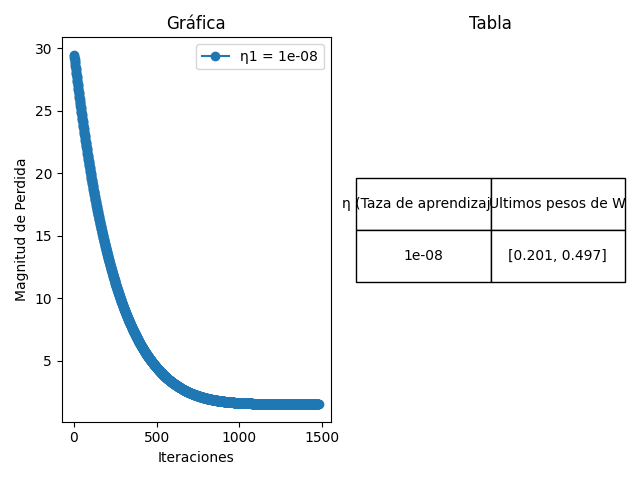 Gráfica
Tabla
30
25
20
15
10
5
Magnitud de Perdida
η1 = 1e-08
0
500
1000
1500
Iteraciones
η (Taza de aprendizaj
Ultimos pesos de W
1e-08
[0.201, 0.497]